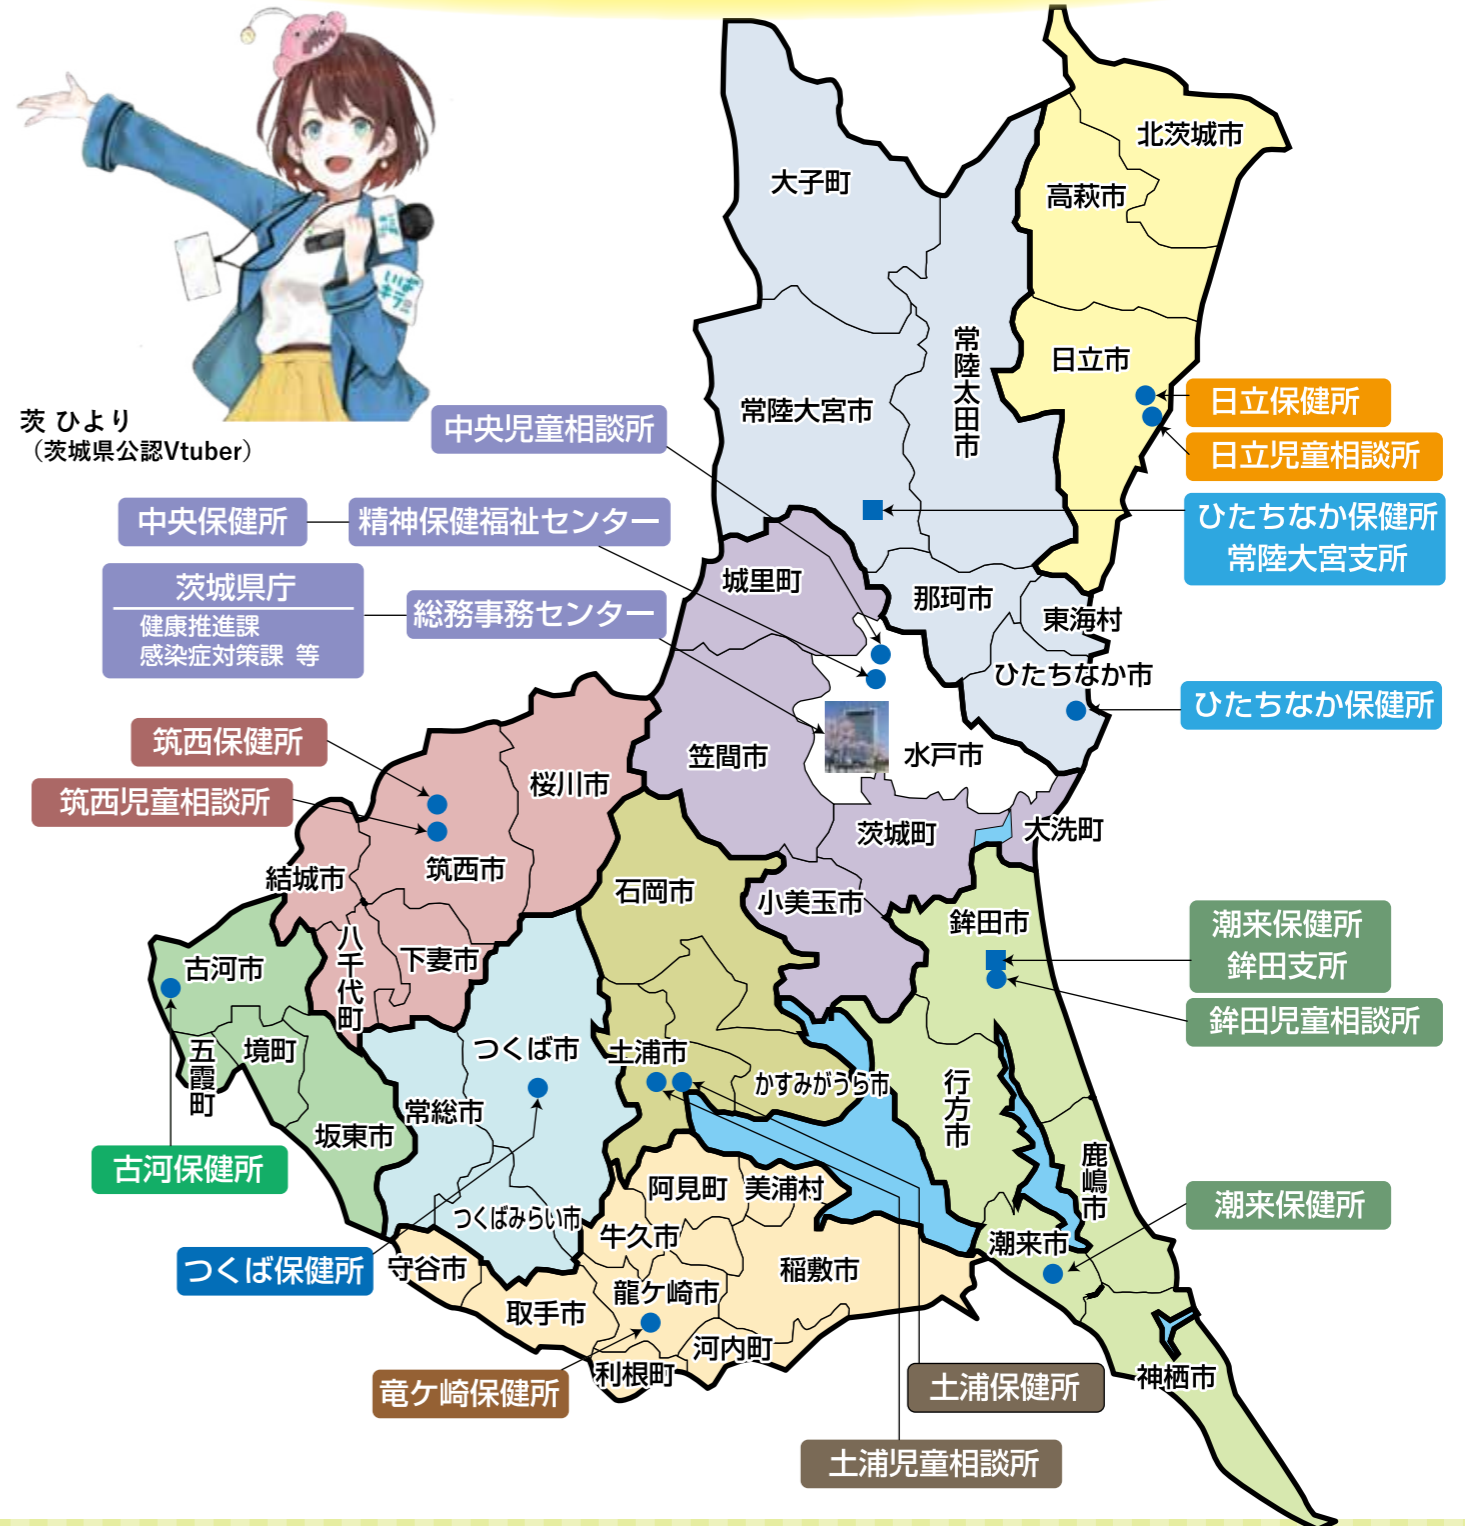 いば
キラ
茨 ひより
（茨城県公認Vtuber）
大子町
北茨城市
高萩市
常陸太田市
日立市
常陸大宮市
日立保健所
日立児童相談所
中央児童相談所
中央保健所
精神保健福祉センター
ひたちなか保健所
常陸大宮支所
茨城県庁
健康推進課
感染症対策課 等
総務事務センター
城里町
那珂市
東海村
ひたちなか市
ひたちなか保健所
筑西保健所
筑西児童相談所
桜川市
笠間市
水戸市
茨城町
大洗町
結城市
筑西市
石岡市
小美玉市
鉾田市
潮来保健所
鉾田支所
鉾田児童相談所
古河市
八千代町
下妻市
五霞町
境町
つくば市
土浦市
かすみがうら市
行方市
常総市
坂東市
鹿嶋市
古河保健所
阿見町
美浦村
つくばみらい市
牛久市
潮来市
潮来保健所
つくば保健所
守谷市
稲敷市
龍ケ崎市
取手市
河内町
利根町
神栖市
竜ケ崎保健所
土浦保健所
土浦児童相談所